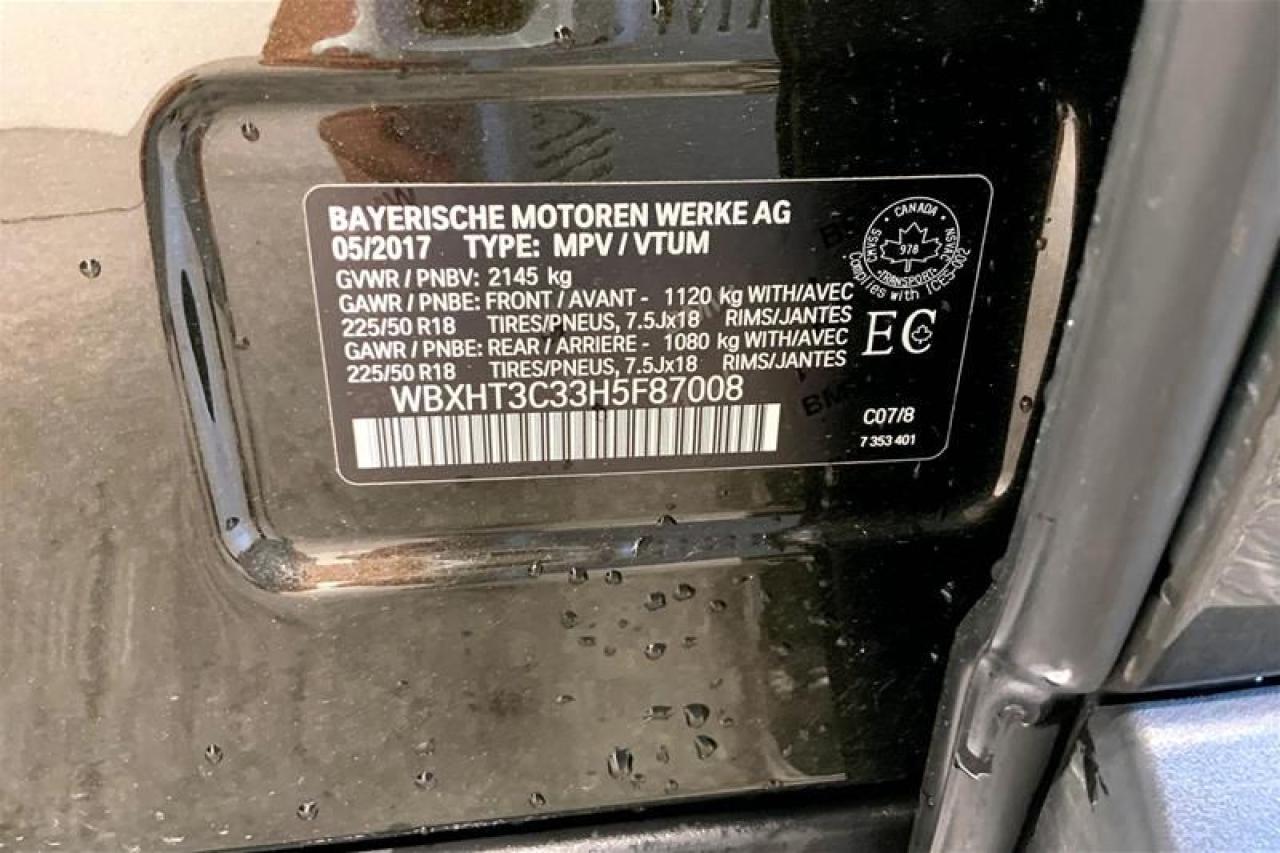 BAYERISCHE MOTOREN WERKE AG
05/2017 TYPE: MPV / VTUM
GVWR / PNBV: 2145 kg
GAWR / PNBE: FRONT / AVANT - 1120 kg WITH/AVEC
225/50 R18 TIRES/PNEUS, 7.5Jx18 RIMS/JANTES
GAWR / PNBE: REAR / ARRIERE - 1080 kg WITH/AVEC
225/50 R18 TIRES/PNEUS, 7.5Jx18 RIMS/JANTES
WBXHT3C33H5F87008
CANADA
CMVSS
978
NSVAC
TRANSPORT
Complies with ICES-002
EC
C07/8
7 353 401